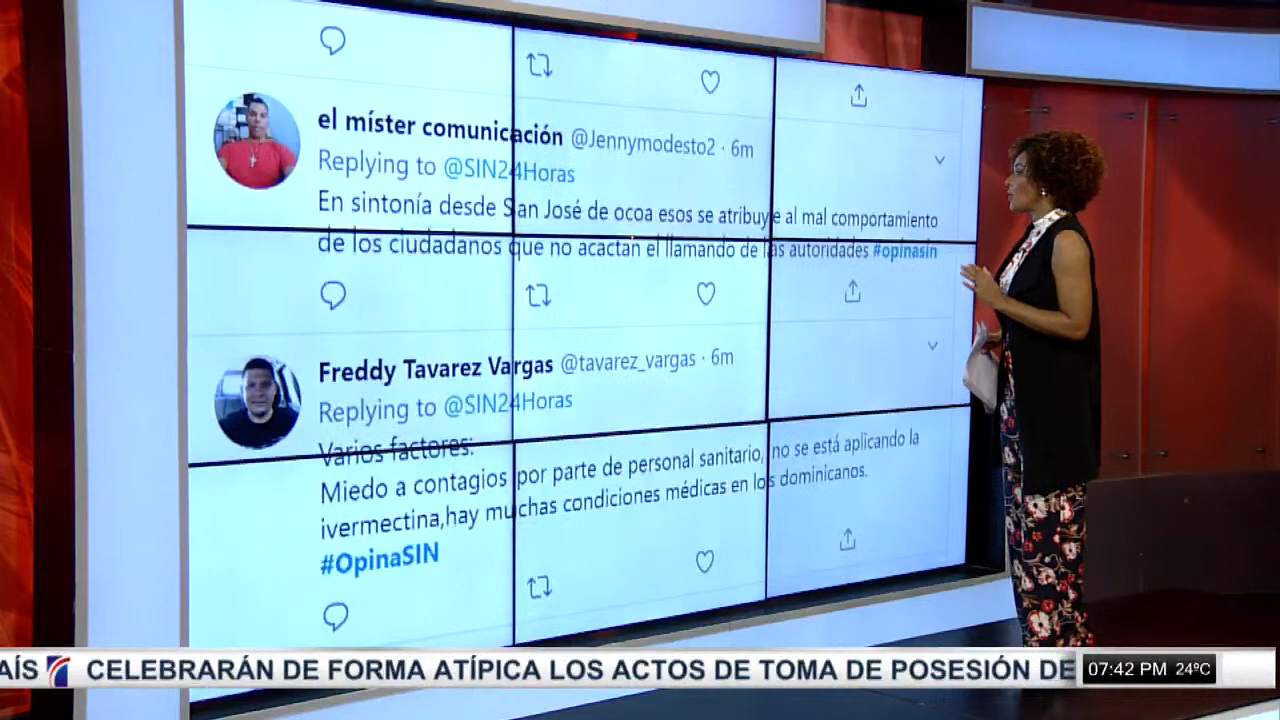 el míster comunicación @Jennymodesto2 · 6m
Replying to @SIN24Horas
En sintonía desde San José de ocoa esos se atribuye al mal comportamiento
de los ciudadanos que no acactan el llamando de las autoridades #opinasin
Freddy Tavarez Vargas @tavarez_vargas · 6m
Replying to @SIN24Horas
Varios factores:
Miedo a contagios por parte de personal sanitario, no se está aplicando la
ivermectina,hay muchas condiciones médicas en los dominicanos.
#OpinaSIN
AÍS CELEBRARÁN DE FORMA ATÍPICA LOS ACTOS DE TOMA DE POSESIÓN DE 07:42 PM 24ºC